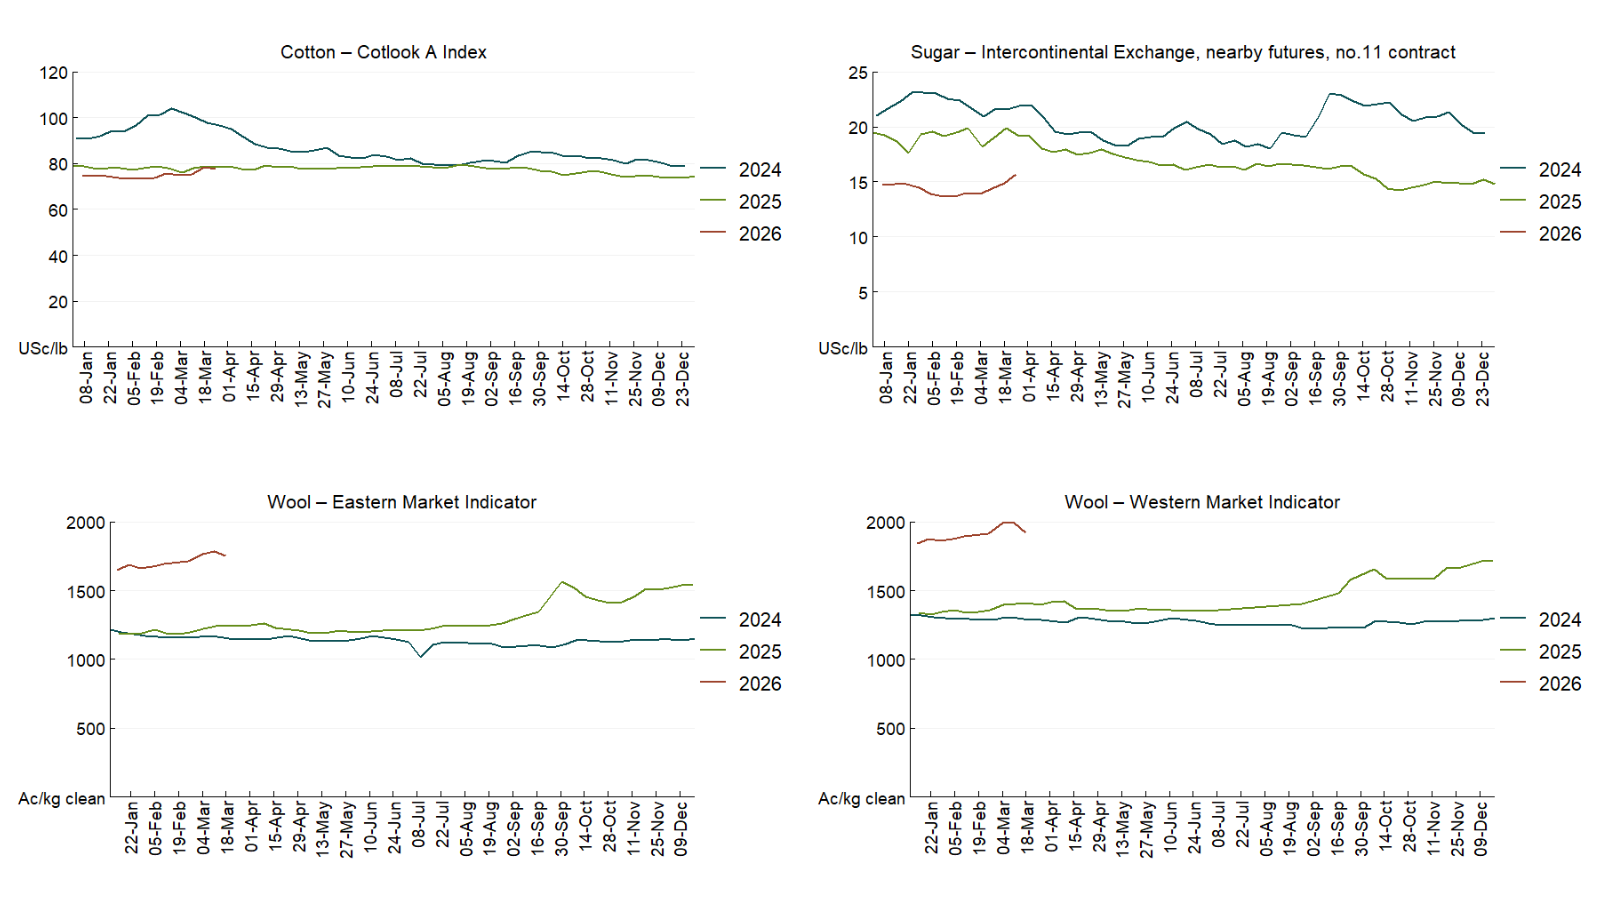 Cotton – Cotlook A Index
120
100
80
60
40
20
USc/lb
08-Jan
22-Jan
05-Feb
19-Feb
04-Mar
18-Mar
01-Apr
15-Apr
29-Apr
13-May
27-May
10-Jun
24-Jun
08-Jul
22-Jul
05-Aug
19-Aug
02-Sep
16-Sep
30-Sep
14-Oct
28-Oct
11-Nov
25-Nov
09-Dec
23-Dec
2024
2025
2026
Sugar – Intercontinental Exchange, nearby futures, no.11 contract
25
20
15
10
5
USc/lb
08-Jan
22-Jan
05-Feb
19-Feb
04-Mar
18-Mar
01-Apr
15-Apr
29-Apr
13-May
27-May
10-Jun
24-Jun
08-Jul
22-Jul
05-Aug
19-Aug
02-Sep
16-Sep
30-Sep
14-Oct
28-Oct
11-Nov
25-Nov
09-Dec
23-Dec
2024
2025
2026
Wool – Eastern Market Indicator
2000
1500
1000
500
Ac/kg clean
22-Jan
05-Feb
19-Feb
04-Mar
18-Mar
01-Apr
15-Apr
29-Apr
13-May
27-May
10-Jun
24-Jun
08-Jul
22-Jul
05-Aug
19-Aug
02-Sep
16-Sep
30-Sep
14-Oct
28-Oct
11-Nov
25-Nov
09-Dec
2024
2025
2026
Wool – Western Market Indicator
2000
1500
1000
500
Ac/kg clean
22-Jan
05-Feb
19-Feb
04-Mar
18-Mar
01-Apr
15-Apr
29-Apr
13-May
27-May
10-Jun
24-Jun
08-Jul
22-Jul
05-Aug
19-Aug
02-Sep
16-Sep
30-Sep
14-Oct
28-Oct
11-Nov
25-Nov
09-Dec
2024
2025
2026